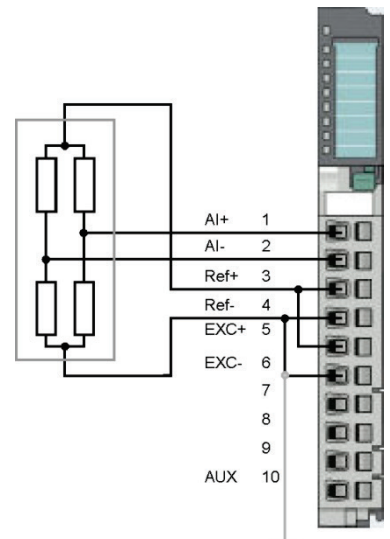 AI+ 1
AI- 2
Ref+ 3
Ref- 4
EXC+ 5
EXC- 6
7
8
9
AUX 10